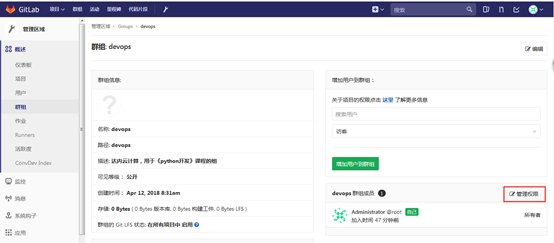 GitLab 项目 群组 活动 里程碑 代码片段 搜索
管理区域
管理区域 › Groups › devops
概述
仪表板
项目
用户
群组
作业
Runners
活跃度
ConvDev Index
监控
消息
系统钩子
应用
群组: devops
编辑
群组信息:
名称: devops
路径: devops
描述: 达内云计算，用于《python开发》课程的组
可见等级： 公开
创建时间： Apr 12, 2018 8:31am
存储: 0 Bytes ( 0 Bytes 版本库, 0 Bytes 构建工件, 0 Bytes LFS )
群组的 Git LFS 状态: 在所有项目中 启用
增加用户到群组：
关于项目的权限点击 这里 了解更多信息
搜索用户
访客
增加用户到群组
devops 群组成员 1
管理权限
Administrator @root 自己
加入时间 47 分钟前
所有者